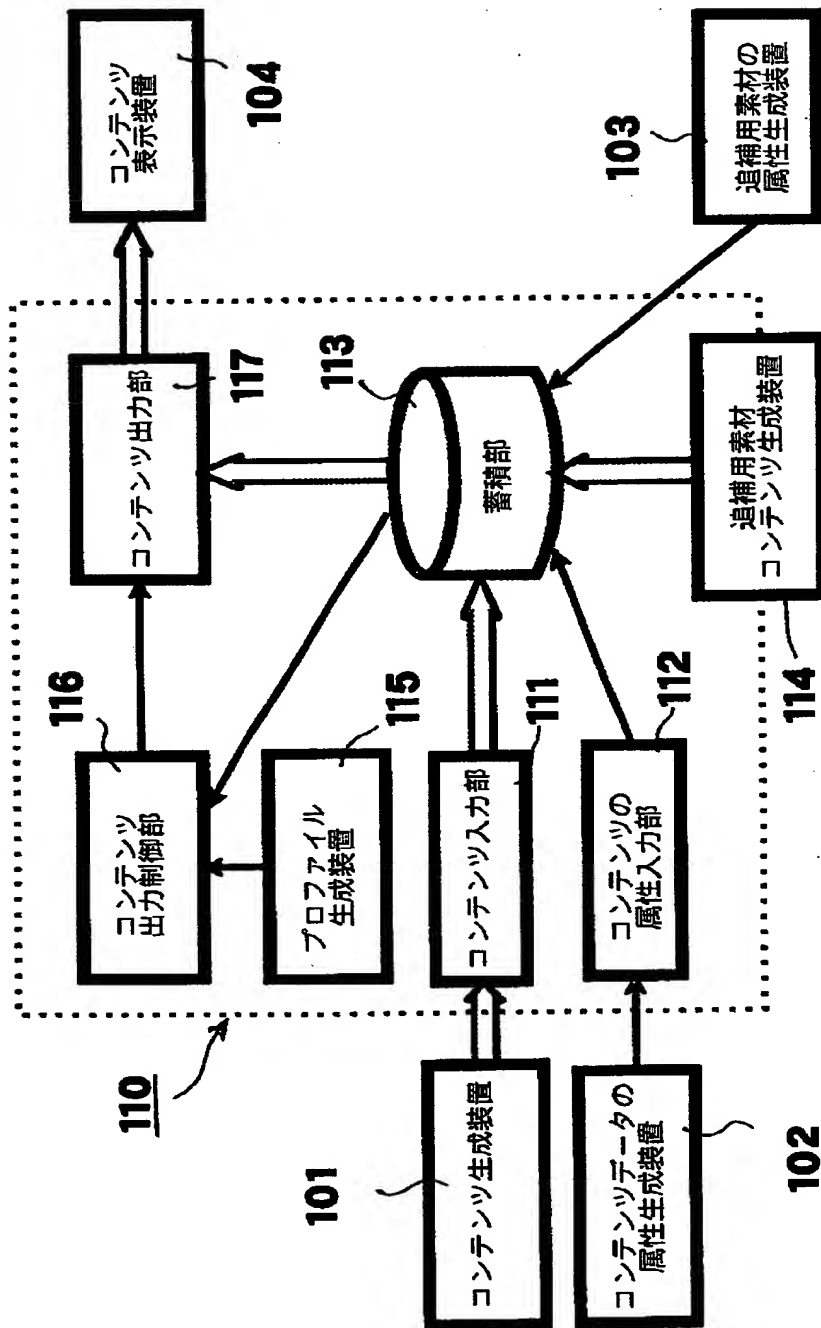 コンテンツ
表示装置
104
追補用素材の
属性生成装置
103
コンテンツ出力部
117
蓄積部
113
追補用素材
コンテンツ生成装置
114
コンテンツ
出力制御部
116
プロファイル
生成装置
115
コンテンツ入力部
111
コンテンツの
属性入力部
112
110
コンテンツ生成装置
101
コンテンツデータの
属性生成装置
102